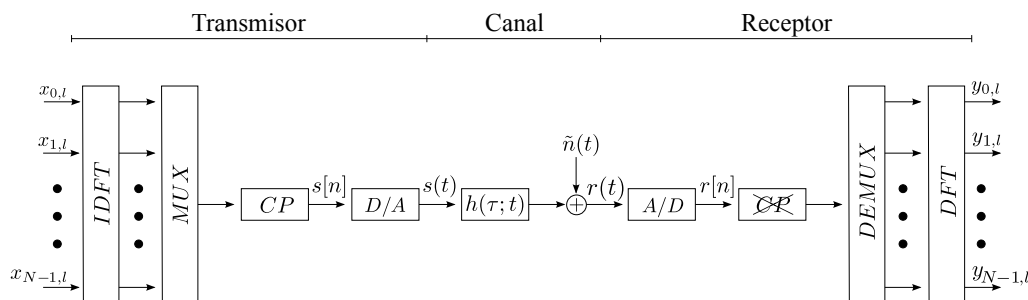 Transmisor Canal Receptor
x_{0,l} y_{0,l}
x_{1,l} ñ(t) y_{1,l}
IDFT MUX CP s[n] D/A s(t) h(τ;t) r(t) A/D r[n] CP DEMUX DFT
x_{N−1,l} y_{N−1,l}